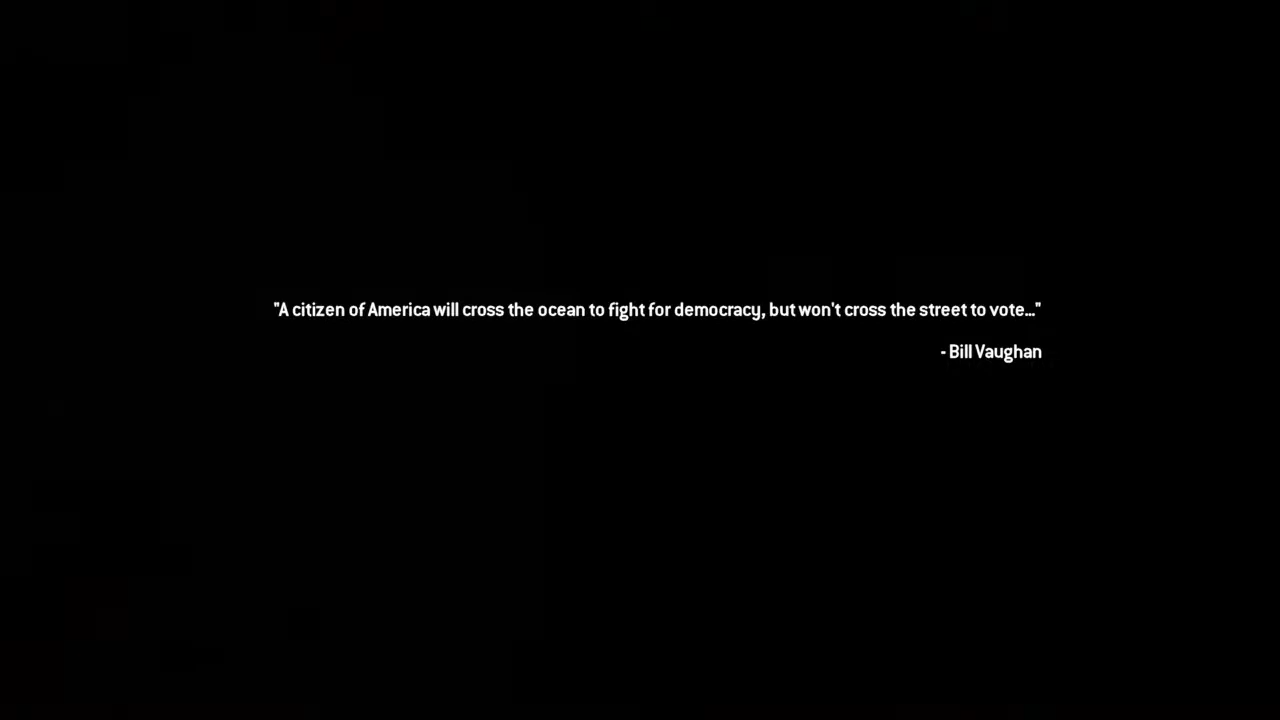 "A citizen of America will cross the ocean to fight for democracy, but won't cross the street to vote..."
- Bill Vaughan